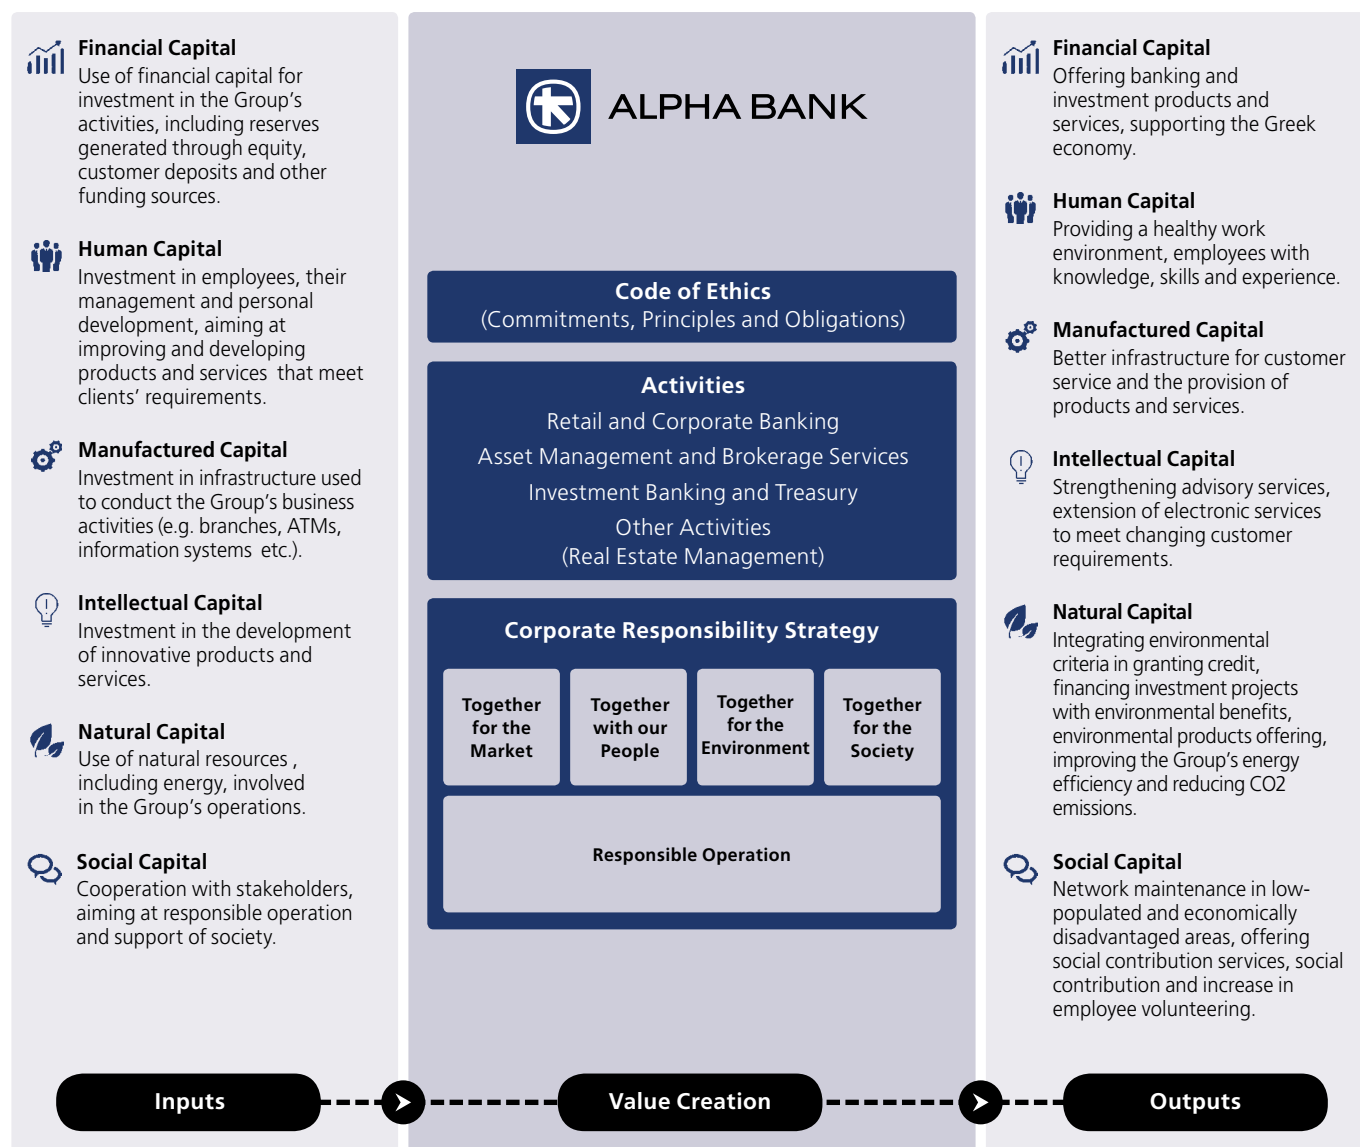 Financial Capital
Use of financial capital for
investment in the Group’s
activities, including reserves
generated through equity,
customer deposits and other
funding sources.
Human Capital
Investment in employees, their
management and personal
development, aiming at
improving and developing
products and services that meet
clients’ requirements.
Manufactured Capital
Investment in infrastructure used
to conduct the Group’s business
activities (e.g. branches, ATMs,
information systems etc.).
Intellectual Capital
Investment in the development
of innovative products and
services.
Natural Capital
Use of natural resources ,
including energy, involved
in the Group’s operations.
Social Capital
Cooperation with stakeholders,
aiming at responsible operation
and support of society.
Inputs
ALPHA BANK
Code of Ethics
(Commitments, Principles and Obligations)
Activities
Retail and Corporate Banking
Asset Management and Brokerage Services
Investment Banking and Treasury
Other Activities
(Real Estate Management)
Corporate Responsibility Strategy
Together
for the
Market
Together
with our
People
Together
for the
Environment
Together
for the
Society
Responsible Operation
Value Creation
Financial Capital
Offering banking and
investment products and
services, supporting the Greek
economy.
Human Capital
Providing a healthy work
environment, employees with
knowledge, skills and experience.
Manufactured Capital
Better infrastructure for customer
service and the provision of
products and services.
Intellectual Capital
Strengthening advisory services,
extension of electronic services
to meet changing customer
requirements.
Natural Capital
Integrating environmental
criteria in granting credit,
financing investment projects
with environmental benefits,
environmental products offering,
improving the Group’s energy
efficiency and reducing CO2
emissions.
Social Capital
Network maintenance in low-
populated and economically
disadvantaged areas, offering
social contribution services, social
contribution and increase in
employee volunteering.
Outputs